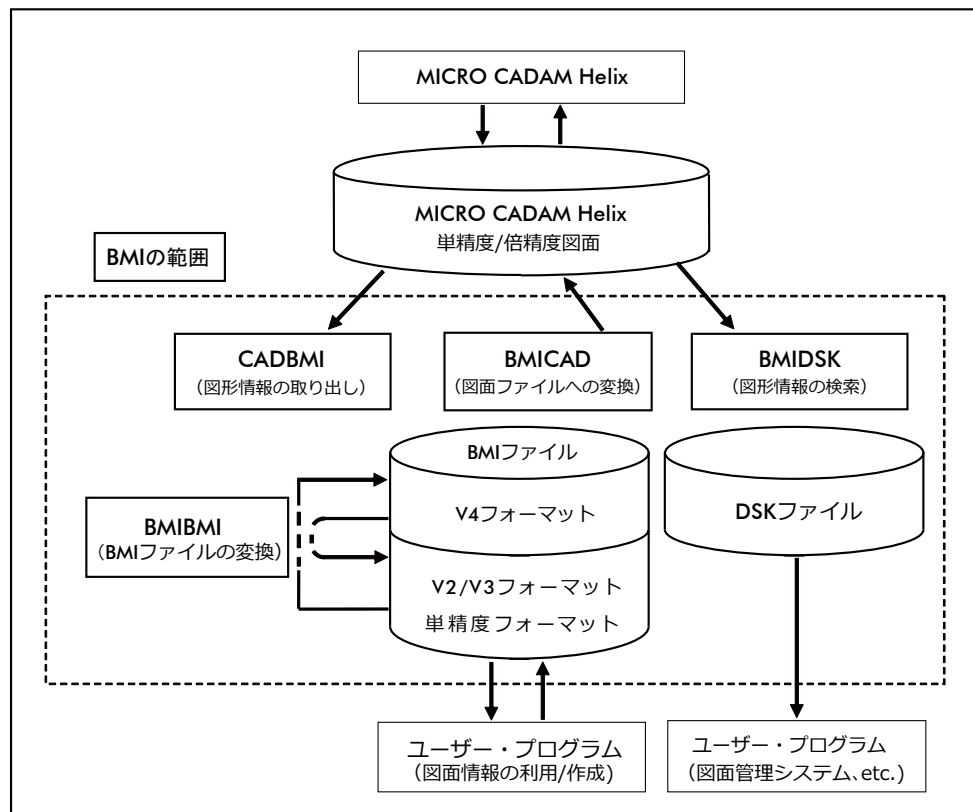 MICRO CADAM Helix
MICRO CADAM Helix
単精度/倍精度図面
BMIの範囲
CADBMI
(図形情報の取り出し)
BMICAD
(図面ファイルへの変換)
BMIDSK
(図形情報の検索)
BMIファイル
V4フォーマット
DSKファイル
BMIBMI
(BMIファイルの変換)
V2/V3フォーマット
単精度フォーマット
ユーザー・プログラム
(図面情報の利用/作成)
ユーザー・プログラム
(図面管理システム、etc.)